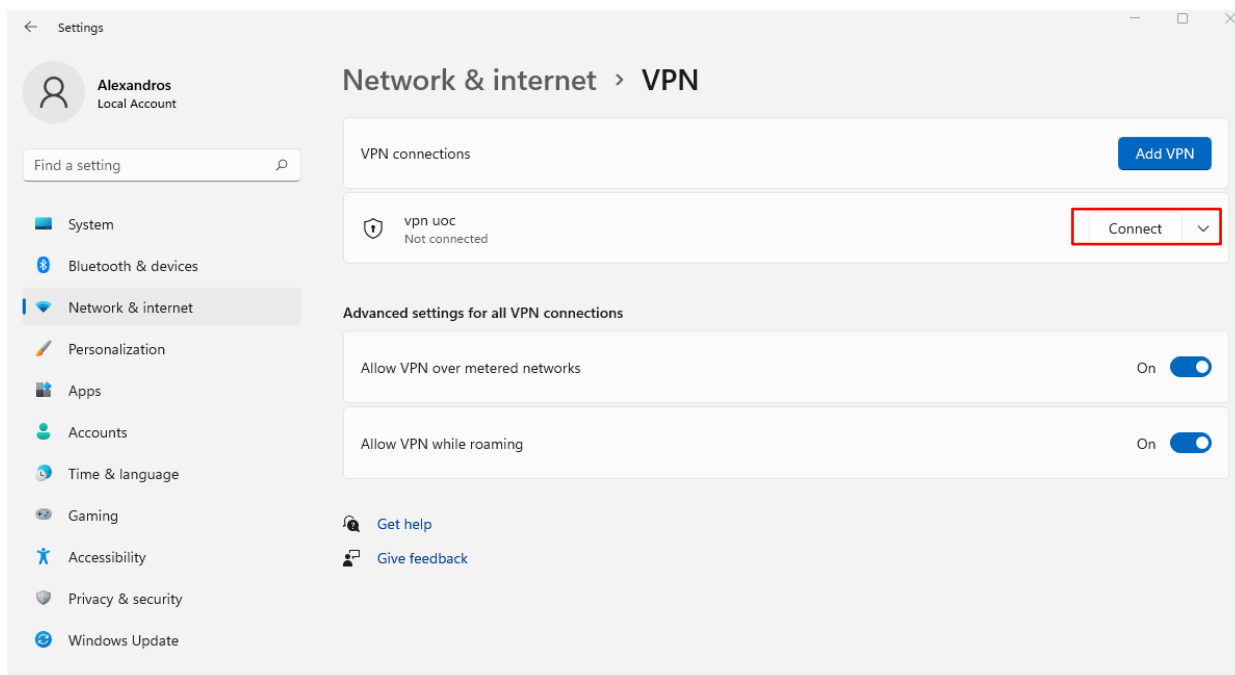 Settings
Alexandros
Local Account
Find a setting
System
Bluetooth & devices
Network & internet
Personalization
Apps
Accounts
Time & language
Gaming
Accessibility
Privacy & security
Windows Update
Network & internet > VPN
VPN connections
Add VPN
vpn uoc
Not connected
Connect
Advanced settings for all VPN connections
Allow VPN over metered networks
On
Allow VPN while roaming
On
Get help
Give feedback